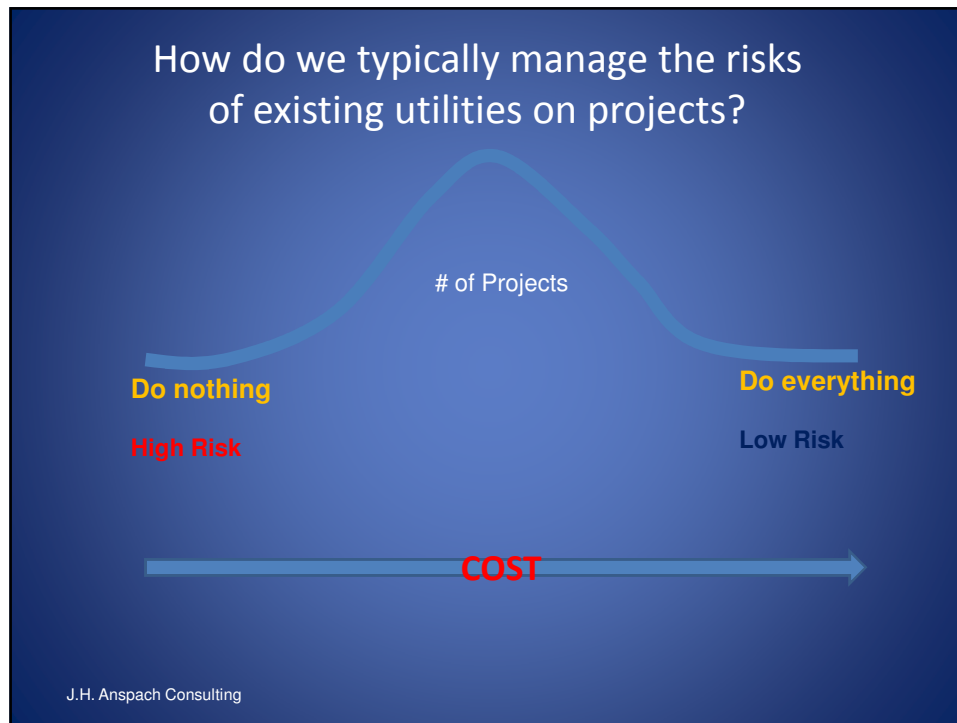 How do we typically manage the risks
of existing utilities on projects?
# of Projects
Do nothing
Do everything
High Risk
Low Risk
COST
J.H. Anspach Consulting